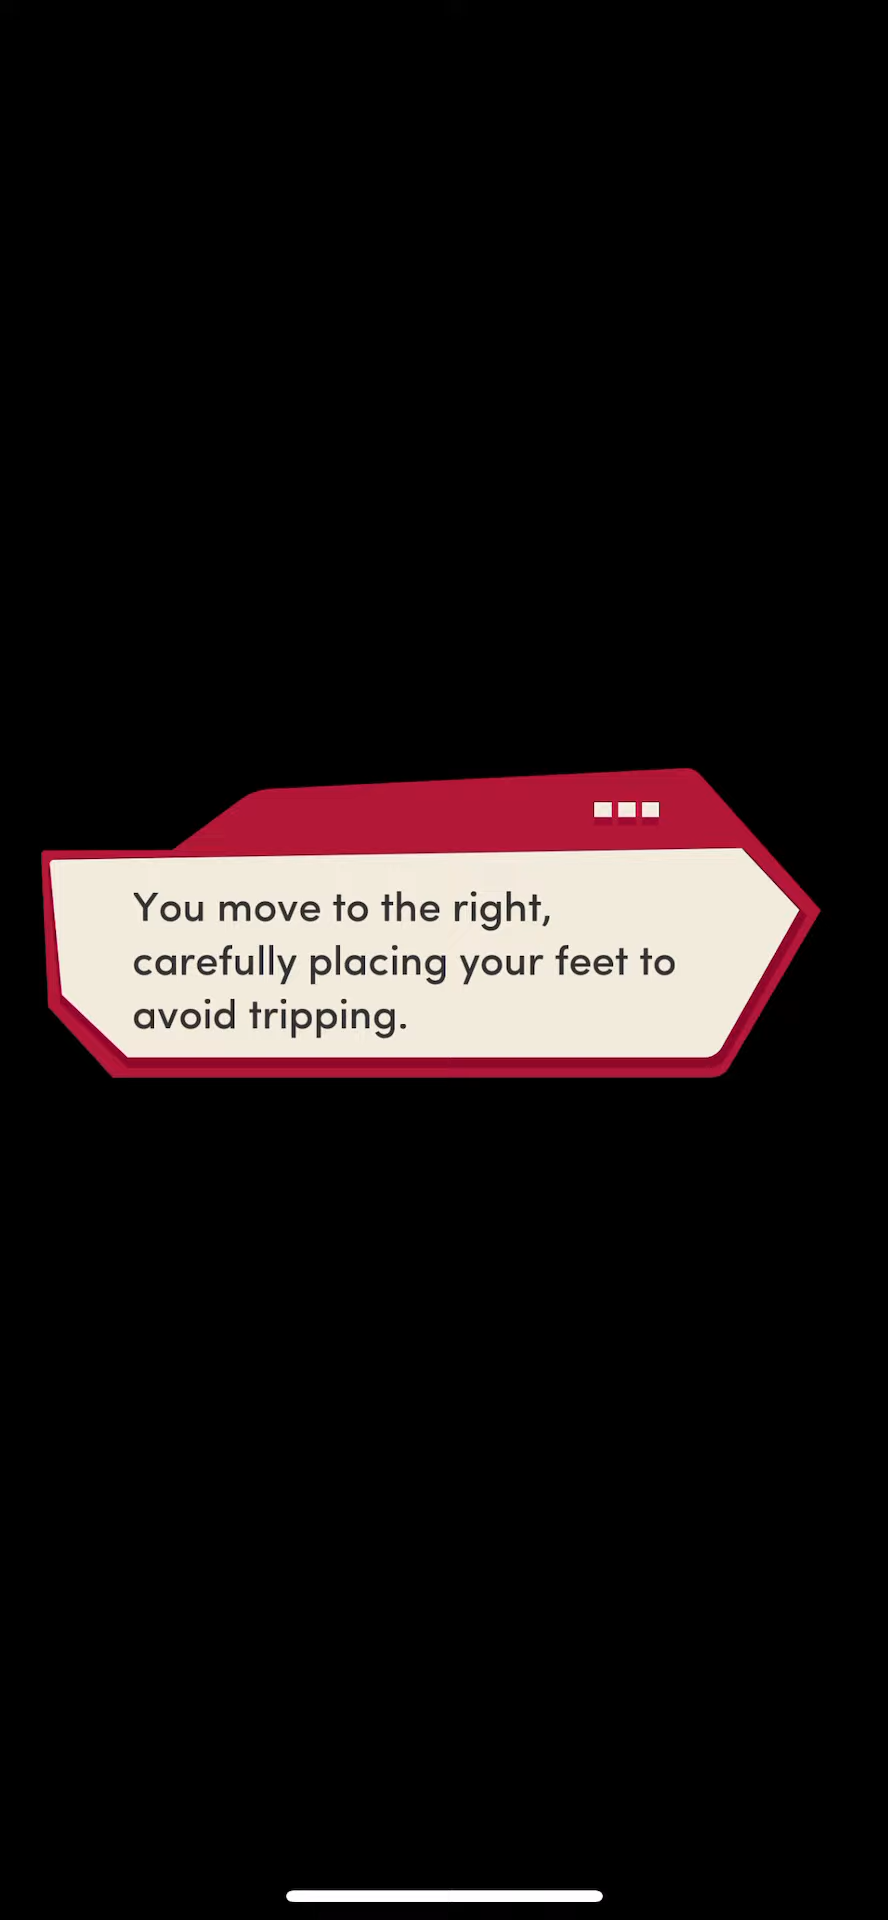 You move to the right,
carefully placing your feet to
avoid tripping.